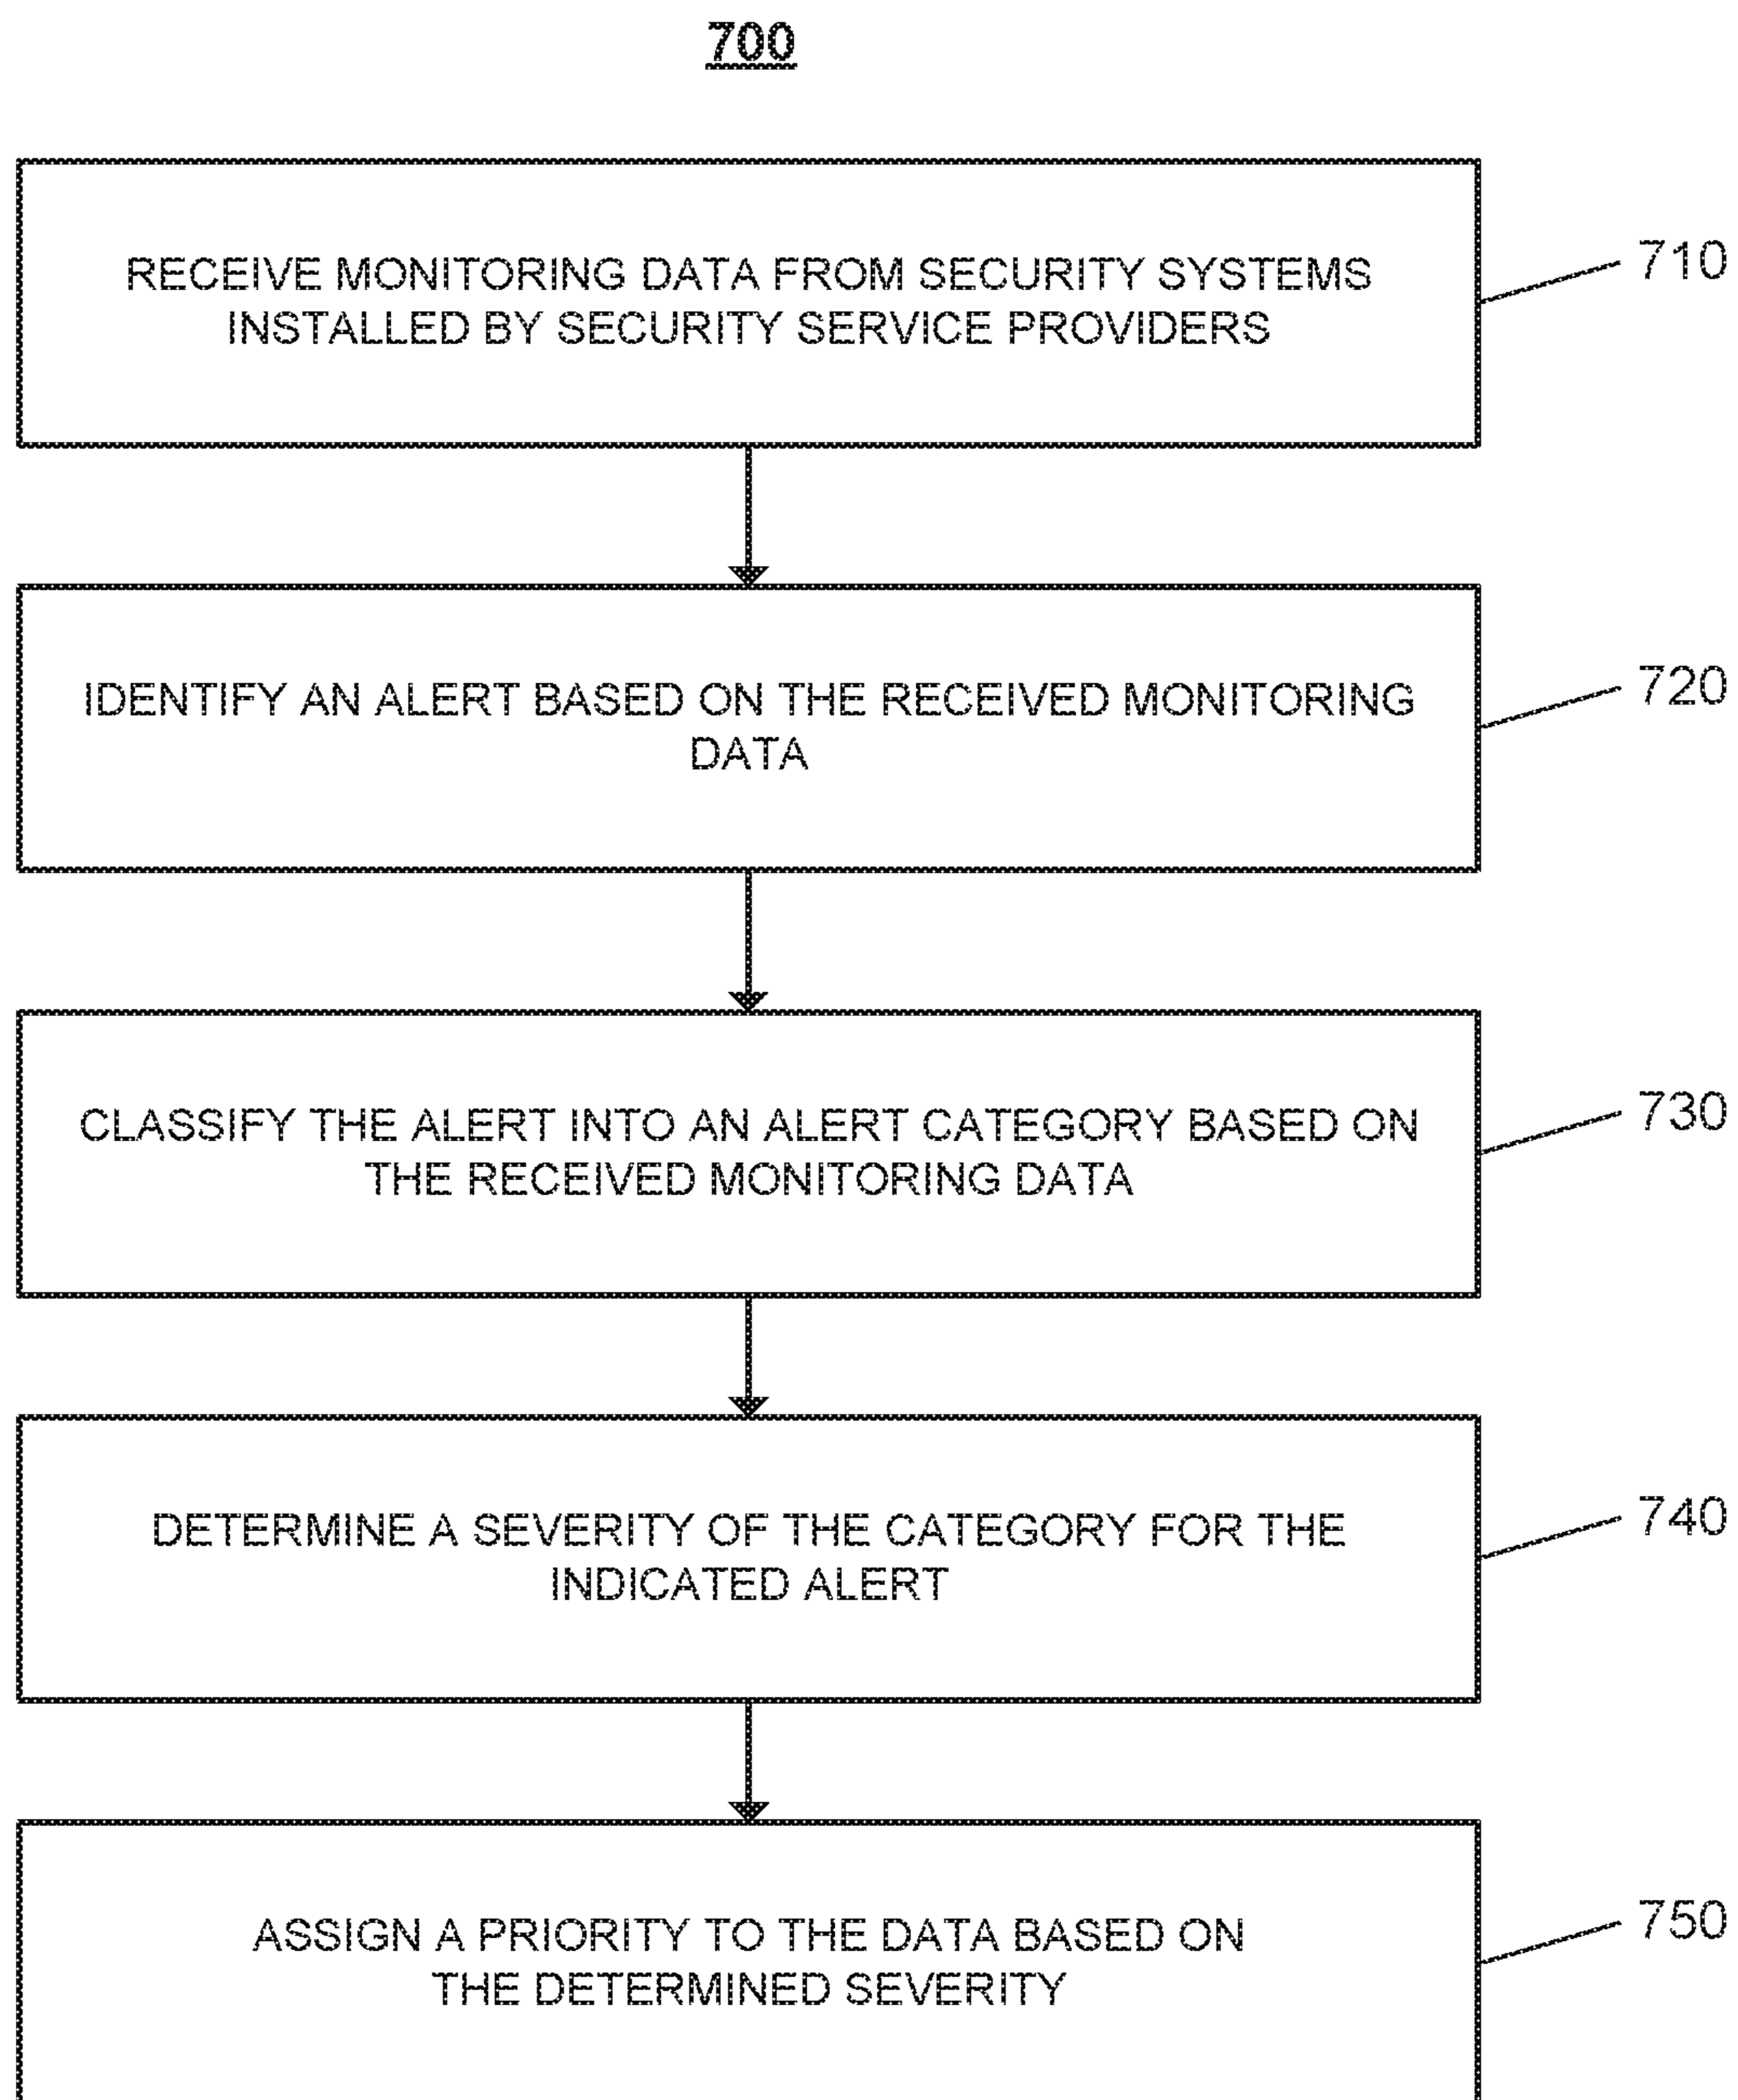 700
RECEIVE MONITORING DATA FROM SECURITY SYSTEMS
INSTALLED BY SECURITY SERVICE PROVIDERS
710
IDENTIFY AN ALERT BASED ON THE RECEIVED MONITORING
DATA
720
CLASSIFY THE ALERT INTO AN ALERT CATEGORY BASED ON
THE RECEIVED MONITORING DATA
730
DETERMINE A SEVERITY OF THE CATEGORY FOR THE
INDICATED ALERT
740
ASSIGN A PRIORITY TO THE DATA BASED ON
THE DETERMINED SEVERITY
750